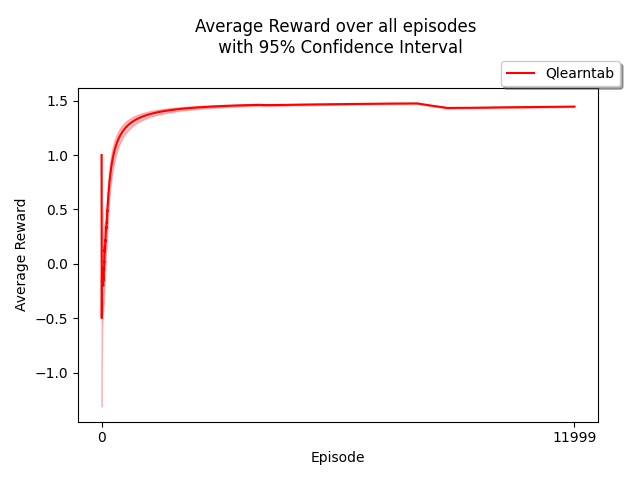 Average Reward over all episodes
with 95% Confidence Interval
Qlearntab
1.5
1.0
0.5
0.0
−0.5
−1.0
Average Reward
0
11999
Episode